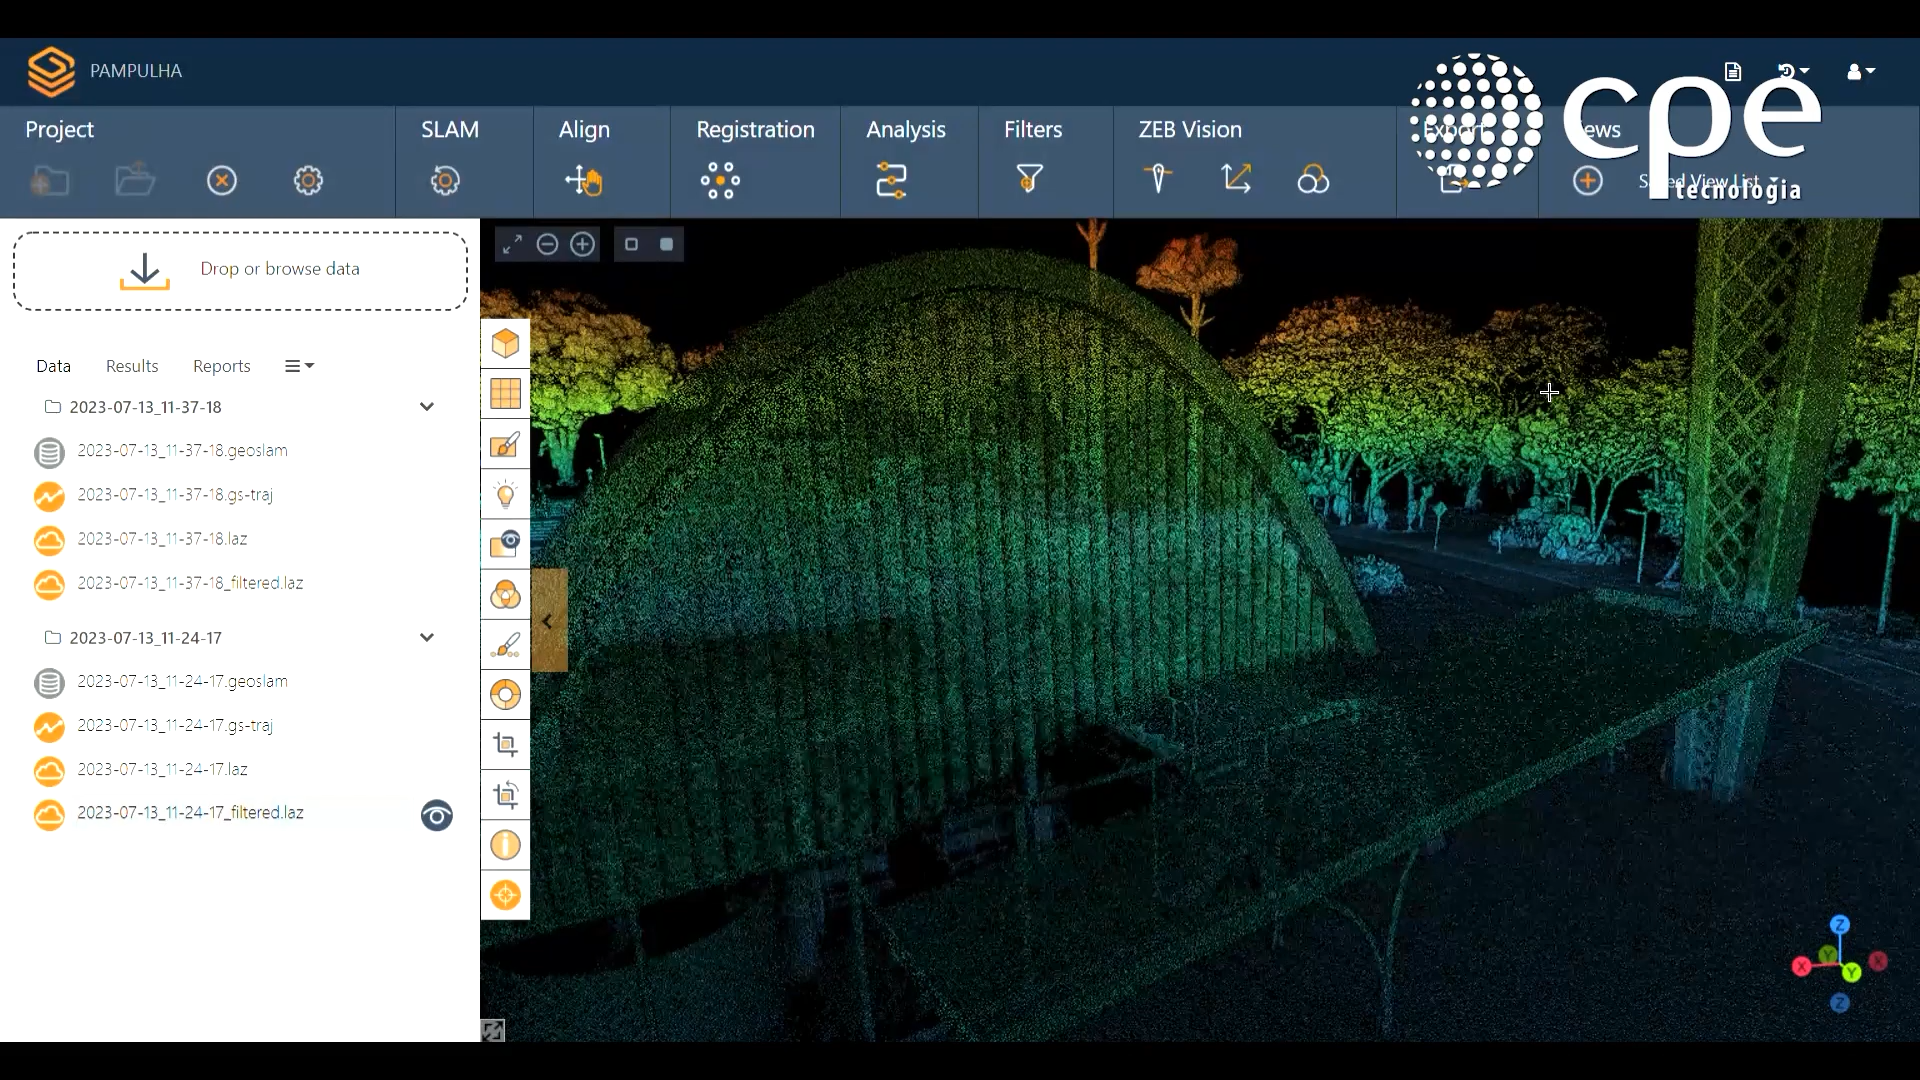 PAMPULHA
cpe
tecnologia
Project
SLAM
Align
Registration
Analysis
Filters
ZEB Vision
Export
Drop or browse data
Data
Results
Reports
2023-07-13_11-37-18
2023-07-13_11-37-18.geoslam
2023-07-13_11-37-18.gs-traj
2023-07-13_11-37-18.laz
2023-07-13_11-37-18_filtered.laz
2023-07-13_11-24-17
2023-07-13_11-24-17.geoslam
2023-07-13_11-24-17.gs-traj
2023-07-13_11-24-17.laz
2023-07-13_11-24-17_filtered.laz
Z
Y
X
X
Y
Z